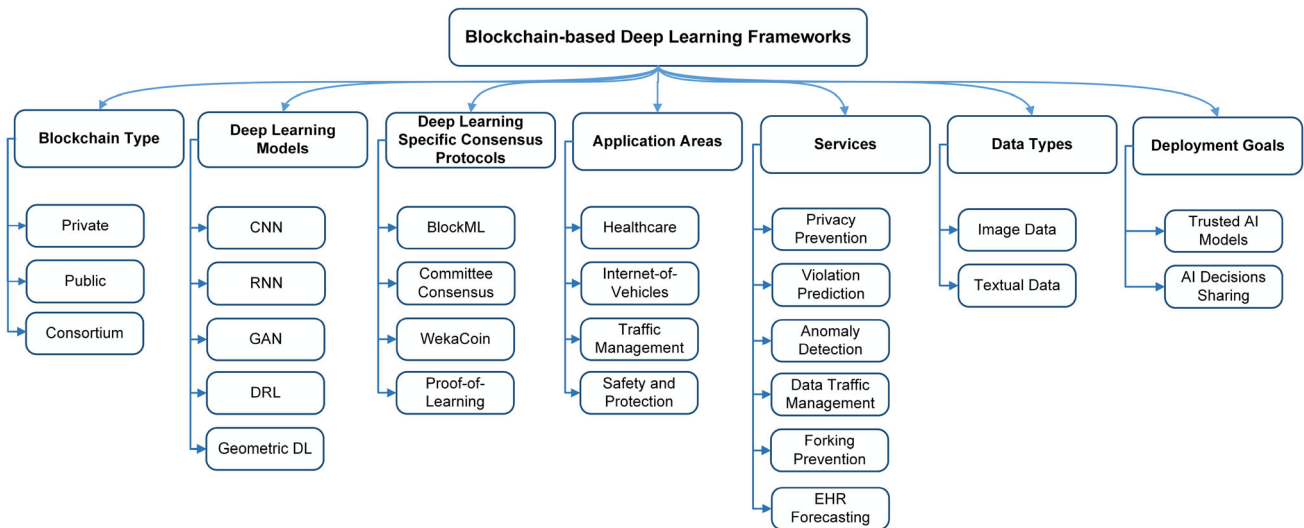 Blockchain-based Deep Learning Frameworks
Blockchain Type
Private
Public
Consortium
Deep Learning
Models
CNN
RNN
GAN
DRL
Geometric DL
Deep Learning
Specific Consensus
Protocols
BlockML
Committee
Consensus
WekaCoin
Proof-of-
Learning
Application Areas
Healthcare
Internet-of-
Vehicles
Traffic
Management
Safety and
Protection
Services
Privacy
Prevention
Violation
Prediction
Anomaly
Detection
Data Traffic
Management
Forking
Prevention
EHR
Forecasting
Data Types
Image Data
Textual Data
Deployment Goals
Trusted AI
Models
AI Decisions
Sharing